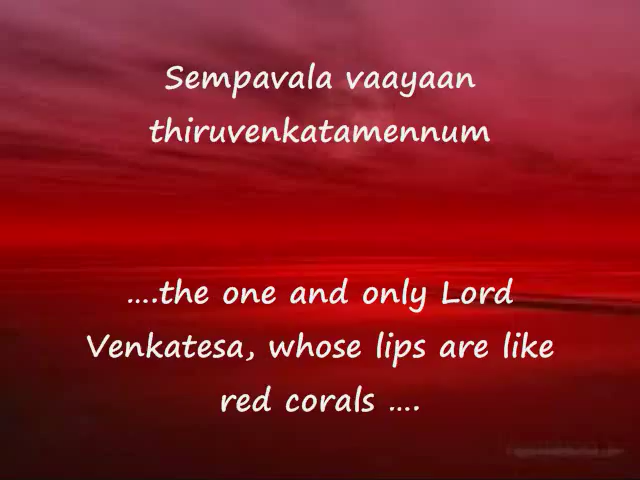 Sempavala vaayaan
thiruvenkatamennum
....the one and only Lord
Venkatesa, whose lips are like
red corals ....